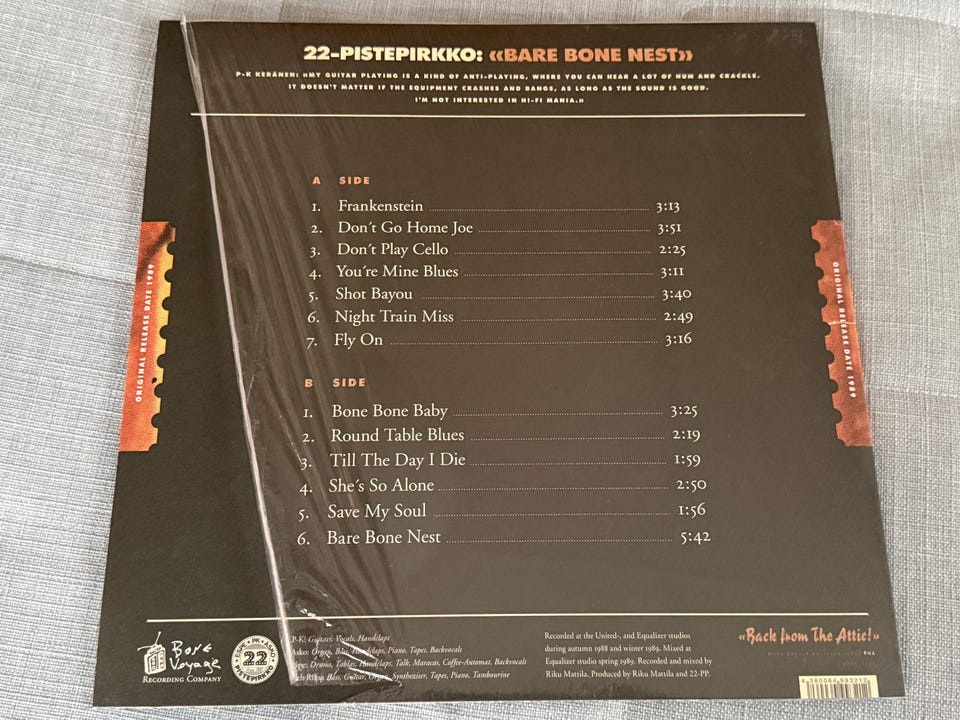 22-PISTEPIRKKO: «BARE BONE NEST»
P-K KERÄNEN: «MY GUITAR PLAYING IS A KIND OF ANTI-PLAYING, WHERE YOU CAN HEAR A LOT OF HUM AND CRACKLE.
IT DOESN'T MATTER IF THE EQUIPMENT CRASHES AND BANGS, AS LONG AS THE SOUND IS GOOD.
I'M NOT INTERESTED IN HI-FI MANIA.»
A SIDE
1. Frankenstein 3:13
2. Don't Go Home Joe 3:51
3. Don't Play Cello 2:25
4. You're Mine Blues 3:11
5. Shot Bayou 3:40
6. Night Train Miss 2:49
7. Fly On 3:16
B SIDE
1. Bone Bone Baby 3:25
2. Round Table Blues 2:19
3. Till The Day I Die 1:59
4. She's So Alone 2:50
5. Save My Soul 1:56
6. Bare Bone Nest 5:42
ORIGINAL RELEASE DATE 1989
ORIGINAL RELEASE DATE 1989
Bone
Voyage
RECORDING COMPANY
ESPE • PK • ASKO
22
PISTEPIRKKO
P-K: Guitars, Vocals, Handclaps
Asko: Organ, Handclaps, Piano, Tapes, Backvocals
Drums, Tablas, Handclaps, Talk, Maracas, Coffee-Automat, Backvocals
Riku: Bass, Guitar, Organ, Syntheziser, Tapes, Piano, Tambourine
Recorded at the United-, and Equalizer studios
during autumn 1988 and winter 1989. Mixed at
Equalizer studio spring 1989. Recorded and mixed by
Riku Mattila. Produced by Riku Mattila and 22-PP.
«Back from The Attic!»
4 260064 993212